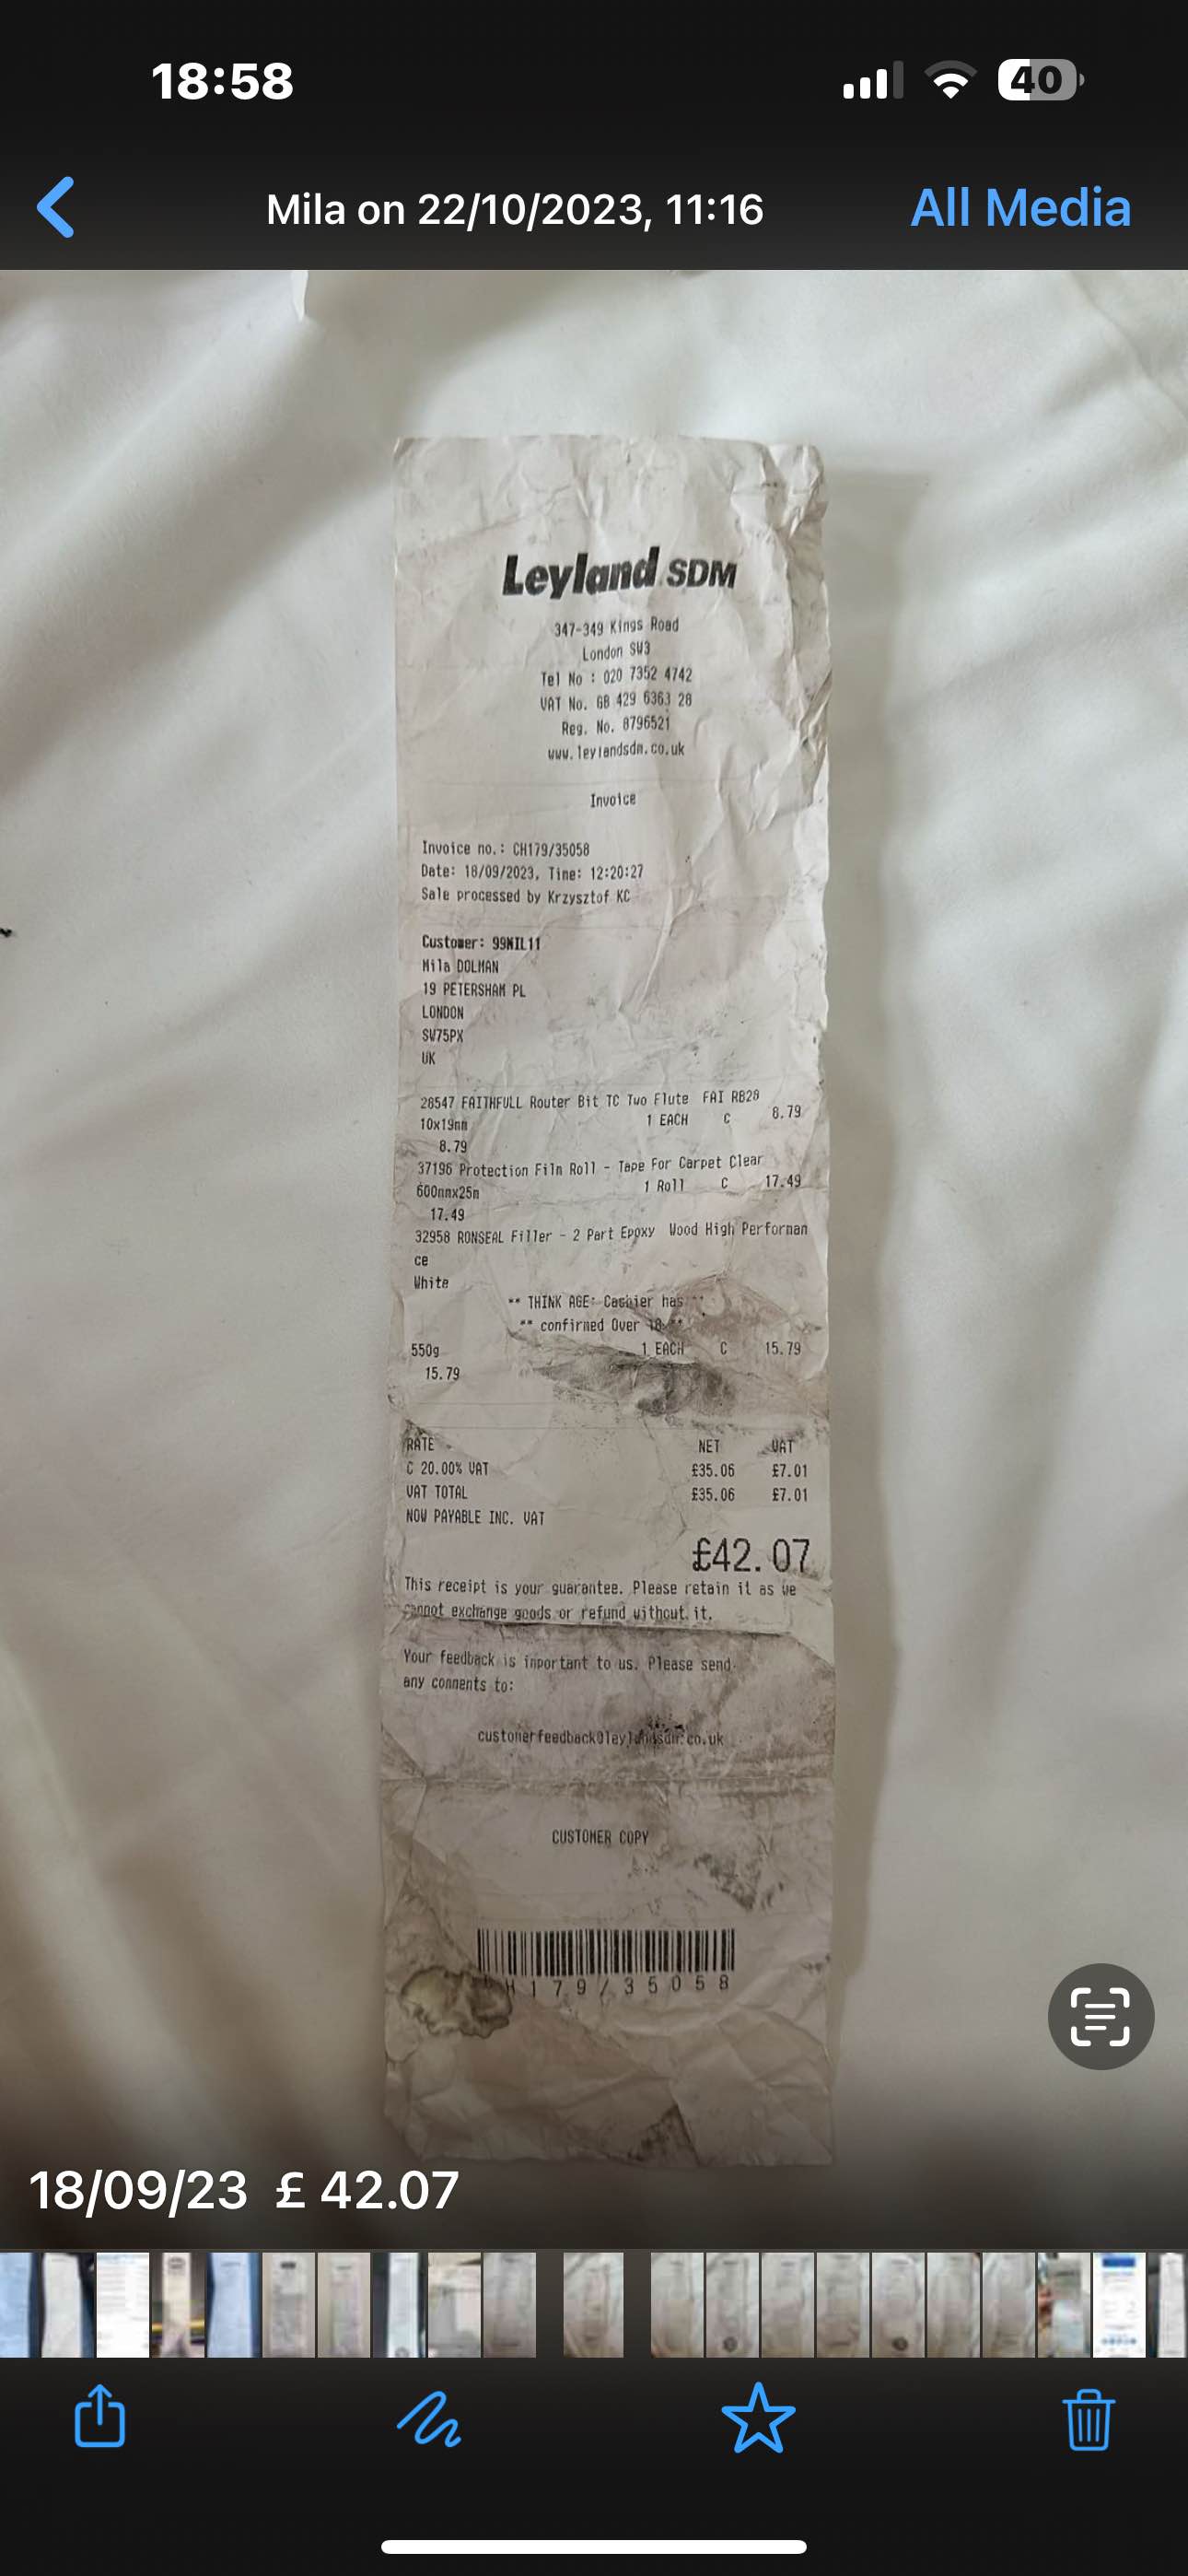 18:58
40
Mila on 22/10/2023, 11:16
All Media
Leyland SDM
347-349 Kings Road
London SW3
Tel No : 020 7352 4742
VAT No. GB 429 6363 28
Reg. No. 8796521
www.leylandsdm.co.uk
Invoice
Invoice no.: CH179/35058
Date: 18/09/2023, Time: 12:20:27
Sale processed by Krzysztof KC
Customer: 99MIL11
Mila DOLMAN
19 PETERSHAM PL
LONDON
SW75PX
UK
28547 FAITHFULL Router Bit TC Two Flute FAI RB28
10x19mm 1 EACH C 8.79
8.79
37196 Protection Film Roll - Tape For Carpet Clear
600mmx25m 1 Roll C 17.49
17.49
32958 RONSEAL Filler - 2 Part Epoxy Wood High Performan
ce
White
** THINK AGE: Cashier has **
** confirmed Over 18 **
550g 1 EACH C 15.79
15.79
RATE NET VAT
C 20.00% VAT £35.06 £7.01
VAT TOTAL £35.06 £7.01
NOW PAYABLE INC. VAT
£42.07
This receipt is your guarantee. Please retain it as we
cannot exchange goods or refund without it.
Your feedback is important to us. Please send
any comments to:
customerfeedback@leylandsdm.co.uk
CUSTOMER COPY
H179/35058
18/09/23 £ 42.07